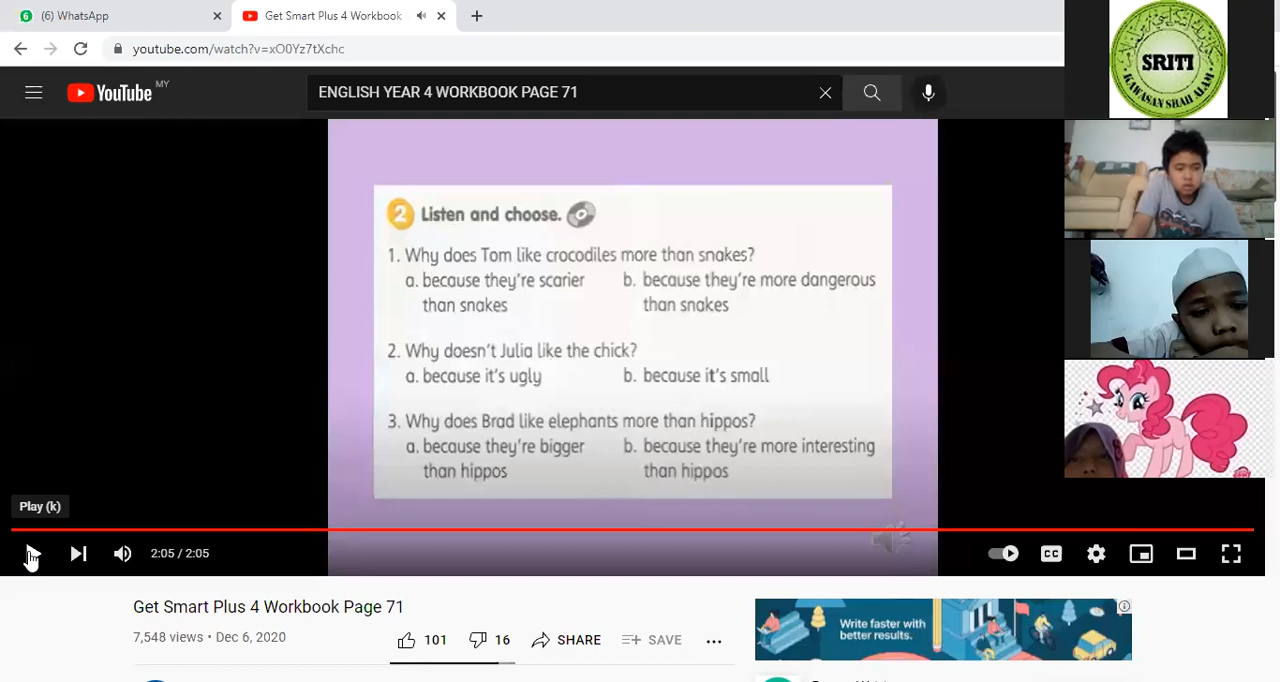 (6) WhatsApp
Get Smart Plus 4 Workbook
youtube.com/watch?v=xO0Yz7tXchc
YouTube MY
ENGLISH YEAR 4 WORKBOOK PAGE 71
SRITI
KAWASAN SHAH ALAM
2 Listen and choose.
1. Why does Tom like crocodiles more than snakes?
a. because they're scarier than snakes
b. because they're more dangerous than snakes
2. Why doesn't Julia like the chick?
a. because it's ugly
b. because it's small
3. Why does Brad like elephants more than hippos?
a. because they're bigger than hippos
b. because they're more interesting than hippos
Play (k)
2:05 / 2:05
CC
Get Smart Plus 4 Workbook Page 71
7,548 views • Dec 6, 2020
101
16
SHARE
SAVE
Write faster with
better results.